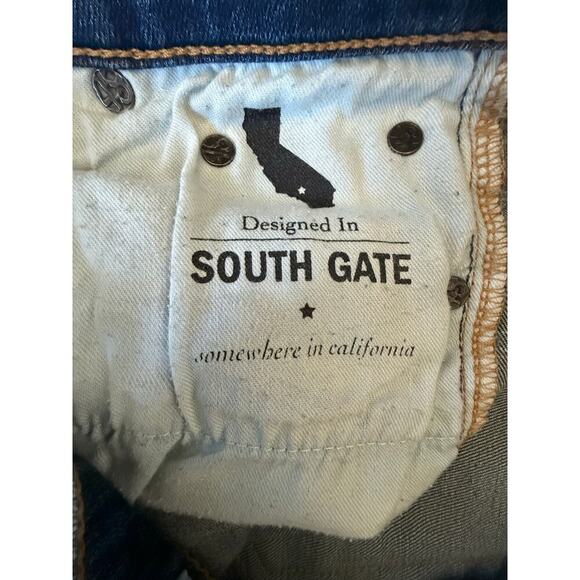 Designed In
SOUTH GATE
somewhere in california